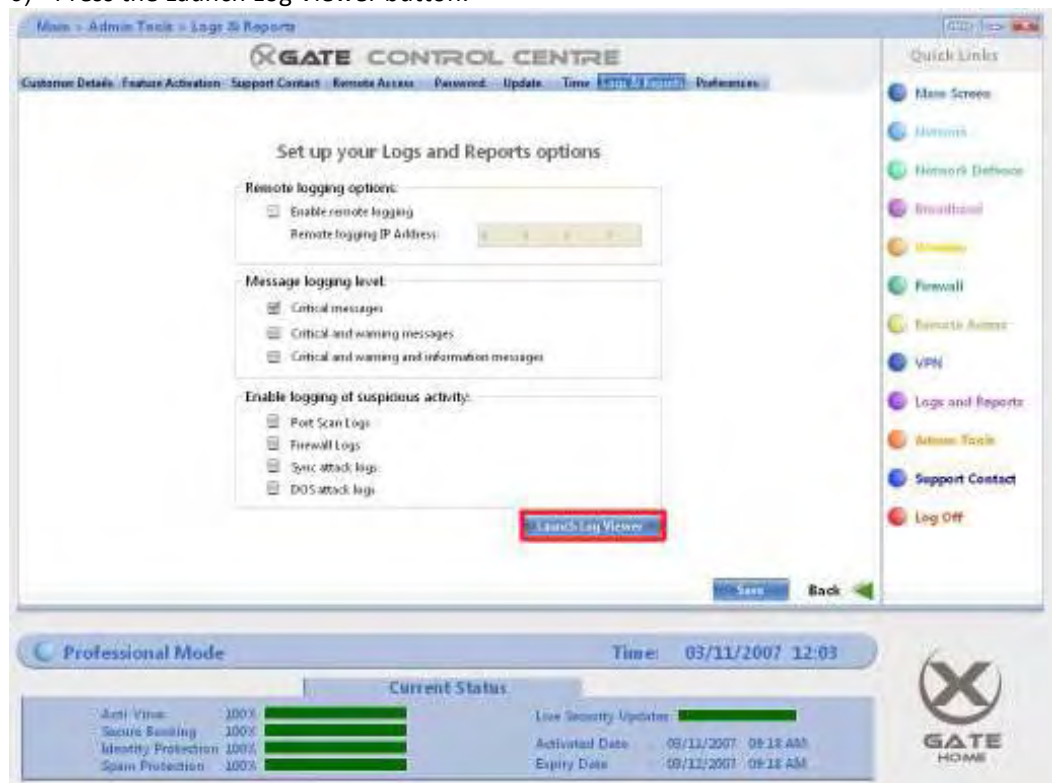 Press the Launch Log Viewer button.
Main > Admin Tools > Logs & Reports
XGATE CONTROL CENTRE
Customer Details Feature Activation Support Contact Remote Access Password Update Time Logs & Reports Preferences
Set up your Logs and Reports options
Remote logging options:
Enable remote logging
Remote logging IP Address:
Message logging level:
Critical messages
Critical and warning messages
Critical and warning and information messages
Enable logging of suspicious activity:
Port Scan Logs
Firewall Logs
Sync attack logs
DOS attack logs
Launch Log Viewer
Save Back
Quick Links
Main Screen
Network
Network Defence
Broadband
Firewall
Remote Access
VPN
Logs and Reports
Admin Tools
Support Contact
Log Off
Professional Mode
Time: 03/11/2007 12:03
Current Status
Anti Virus 100%
Secure Banking 100%
Identity Protection 100%
Spam Protection 100%
Live Security Updates
Activated Date 09:18 AM
Expiry Date 09:18 AM
X
GATE
HOME